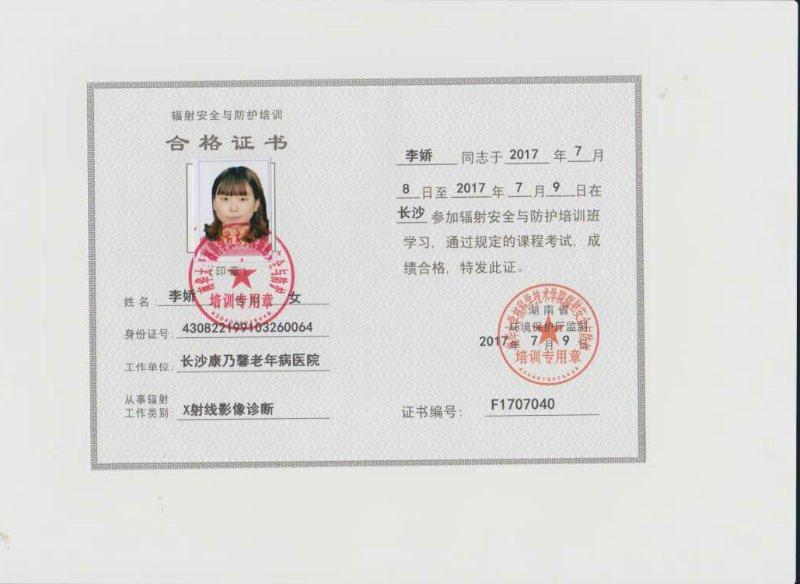 辐射安全与防护培训
合格证书
印章
姓名：李娇 女
身份证号：430822199103260064
工作单位：长沙康乃馨老年病医院
从事辐射
工作类别：X射线影像诊断
培训专用章
李娇 同志于 2017 年 7 月
8 日至 2017 年 7 月 9 日在
长沙 参加辐射安全与防护培训班
学习，通过规定的课程考试，成
绩合格，特发此证。
湖南省
环境保护厅监制
2017年 7 月 9 日
培训专用章
证书编号：F1707040